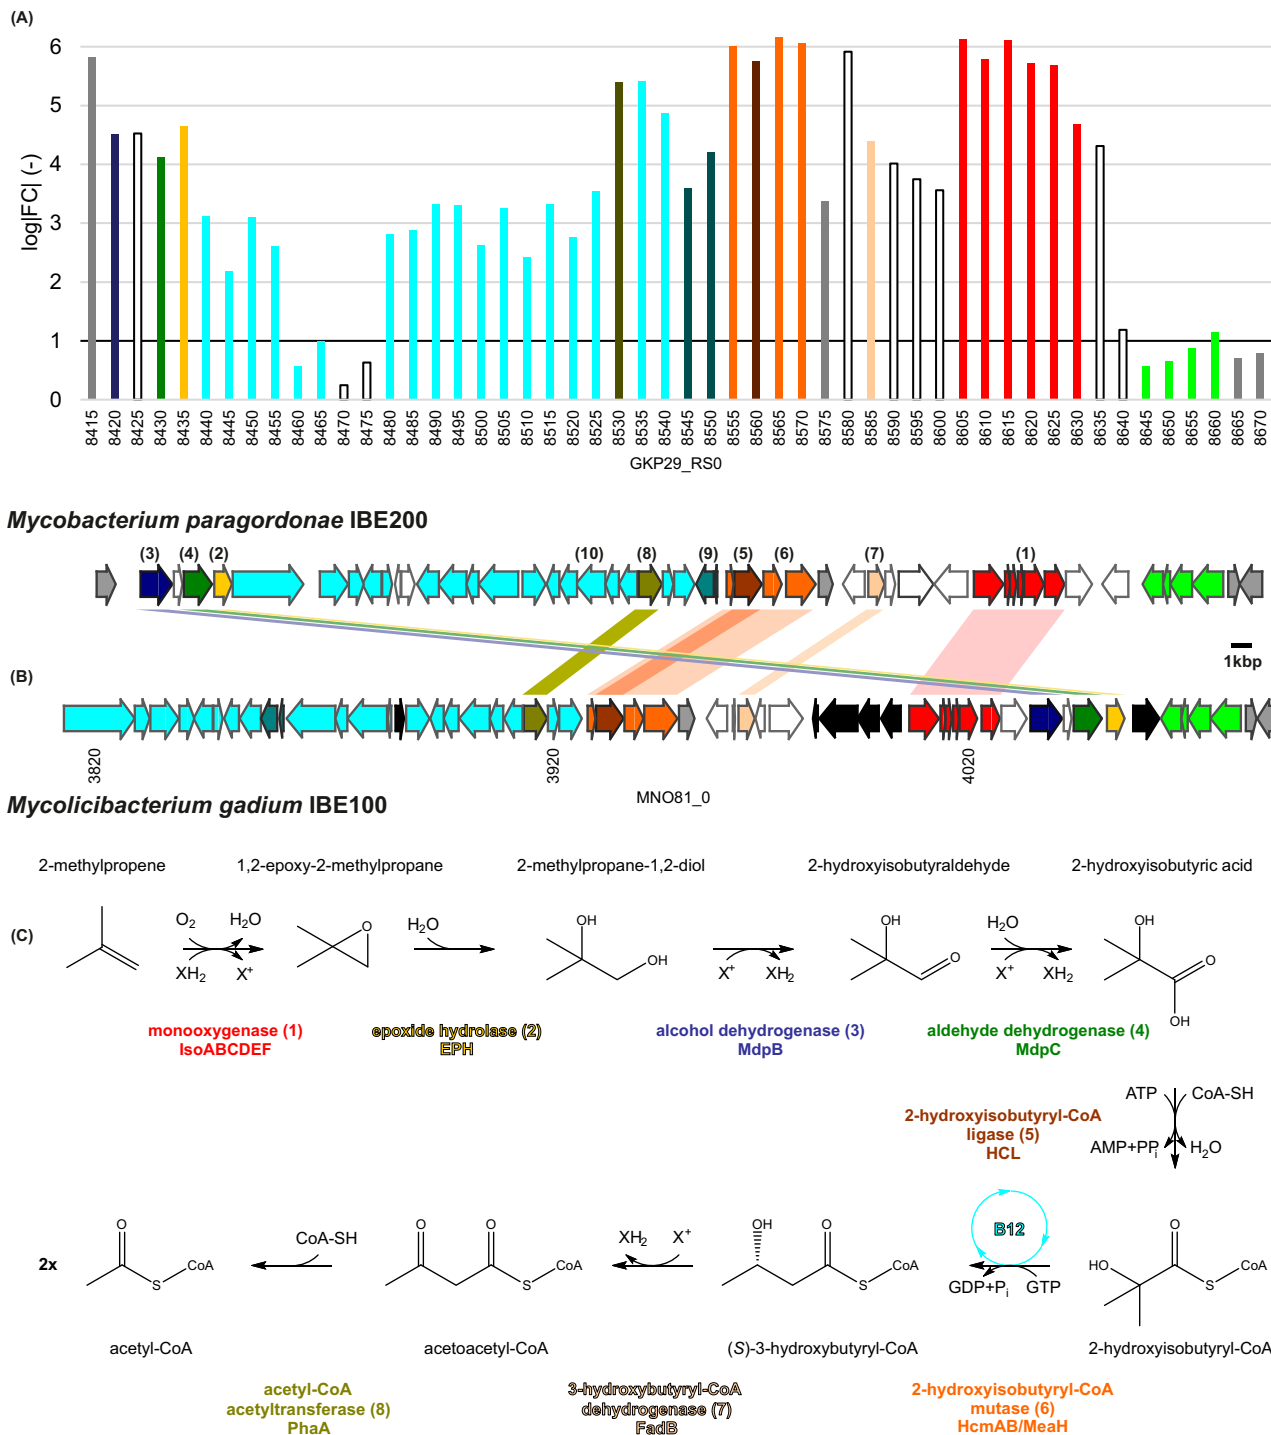 (A)
log|FC| (-)
6
5
4
3
2
1
0
8415 8420 8425 8430 8435 8440 8445 8450 8455 8460 8465 8470 8475 8480 8485 8490 8495 8500 8505 8510 8515 8520 8525 8530 8535 8540 8545 8550 8555 8560 8565 8570 8575 8580 8585 8590 8595 8600 8605 8610 8615 8620 8625 8630 8635 8640 8645 8650 8655 8660 8665 8670
GKP29_RS0
Mycobacterium paragordonae IBE200
(3) (4) (2) (10) (8) (9) (5) (6) (7) (1)
1kbp
(B)
3820 3920 4020
MNO81_0
Mycolicibacterium gadium IBE100
2-methylpropene 1,2-epoxy-2-methylpropane 2-methylpropane-1,2-diol 2-hydroxyisobutyraldehyde 2-hydroxyisobutyric acid
(C)
O2 H2O
XH2 X+
O
H2O
OH
OH
X+ XH2
OH
O
H2O
X+ XH2
OH
O
OH
monooxygenase (1)
IsoABCDEF
epoxide hydrolase (2)
EPH
alcohol dehydrogenase (3)
MdpB
aldehyde dehydrogenase (4)
MdpC
ATP CoA-SH
AMP+PPi H2O
2-hydroxyisobutyryl-CoA
ligase (5)
HCL
2x
O
S CoA
CoA-SH
O O
S CoA
XH2 X+
OH O
S CoA
B12
GDP+Pi GTP
O
HO
S CoA
acetyl-CoA acetoacetyl-CoA (S)-3-hydroxybutyryl-CoA 2-hydroxyisobutyryl-CoA
acetyl-CoA
acetyltransferase (8)
PhaA
3-hydroxybutyryl-CoA
dehydrogenase (7)
FadB
2-hydroxyisobutyryl-CoA
mutase (6)
HcmAB/MeaH